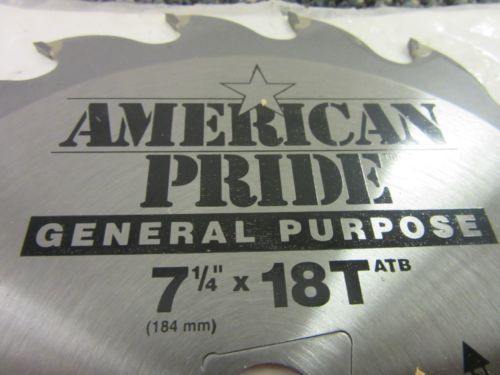 AMERICAN
PRIDE
GENERAL PURPOSE
7 1/4" x 18T ATB
(184 mm)